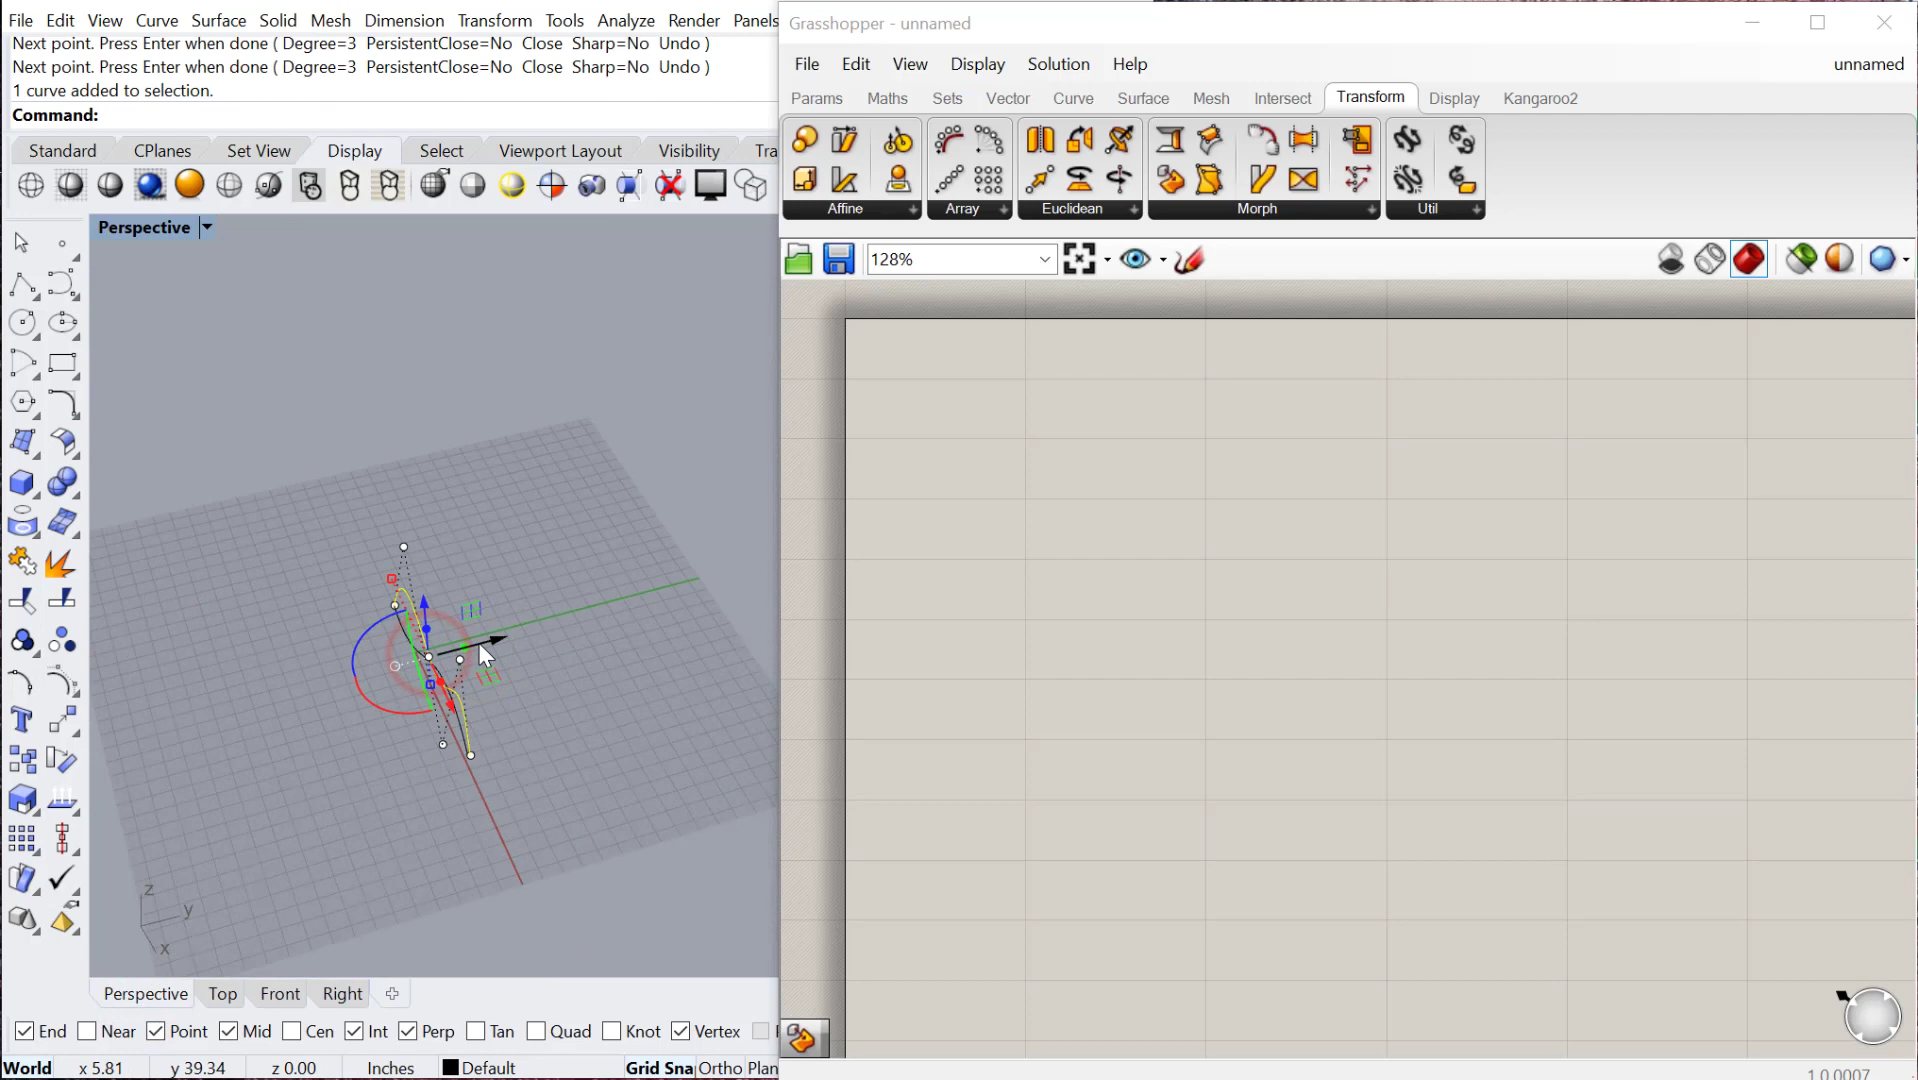 File Edit View Curve Surface Solid Mesh Dimension Transform Tools Analyze Render Panels
Next point. Press Enter when done ( Degree=3 PersistentClose=No Close Sharp=No Undo )
Next point. Press Enter when done ( Degree=3 PersistentClose=No Close Sharp=No Undo )
1 curve added to selection.
Command:
Standard CPlanes Set View Display Select Viewport Layout Visibility Tra
Perspective
z
y
x
Perspective Top Front Right
End Near Point Mid Cen Int Perp Tan Quad Knot Vertex
World x 5.81 y 39.34 z 0.00 Inches Default Grid Sna Ortho Plan
Grasshopper - unnamed
File Edit View Display Solution Help unnamed
Params Maths Sets Vector Curve Surface Mesh Intersect Transform Display Kangaroo2
Affine Array Euclidean Morph Util
128%
1.0.0007